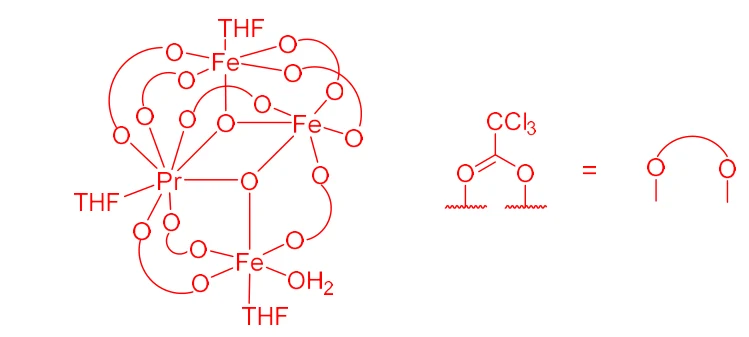 THF
O Fe O
O O
O O O O
O O O Fe O
Pr O O
THF
O O
O O
O Fe OH2
THF
CCl3
O O = O O